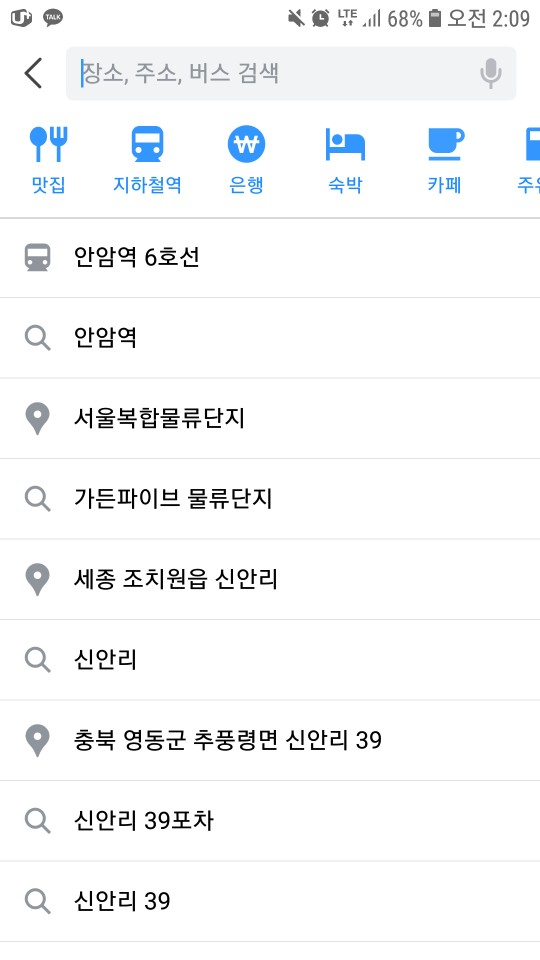 U+ TALK LTE 68% 오전 2:09
장소, 주소, 버스 검색
맛집 지하철역 은행 숙박 카페
안암역 6호선
안암역
서울복합물류단지
가든파이브 물류단지
세종 조치원읍 신안리
신안리
충북 영동군 추풍령면 신안리 39
신안리 39포차
신안리 39